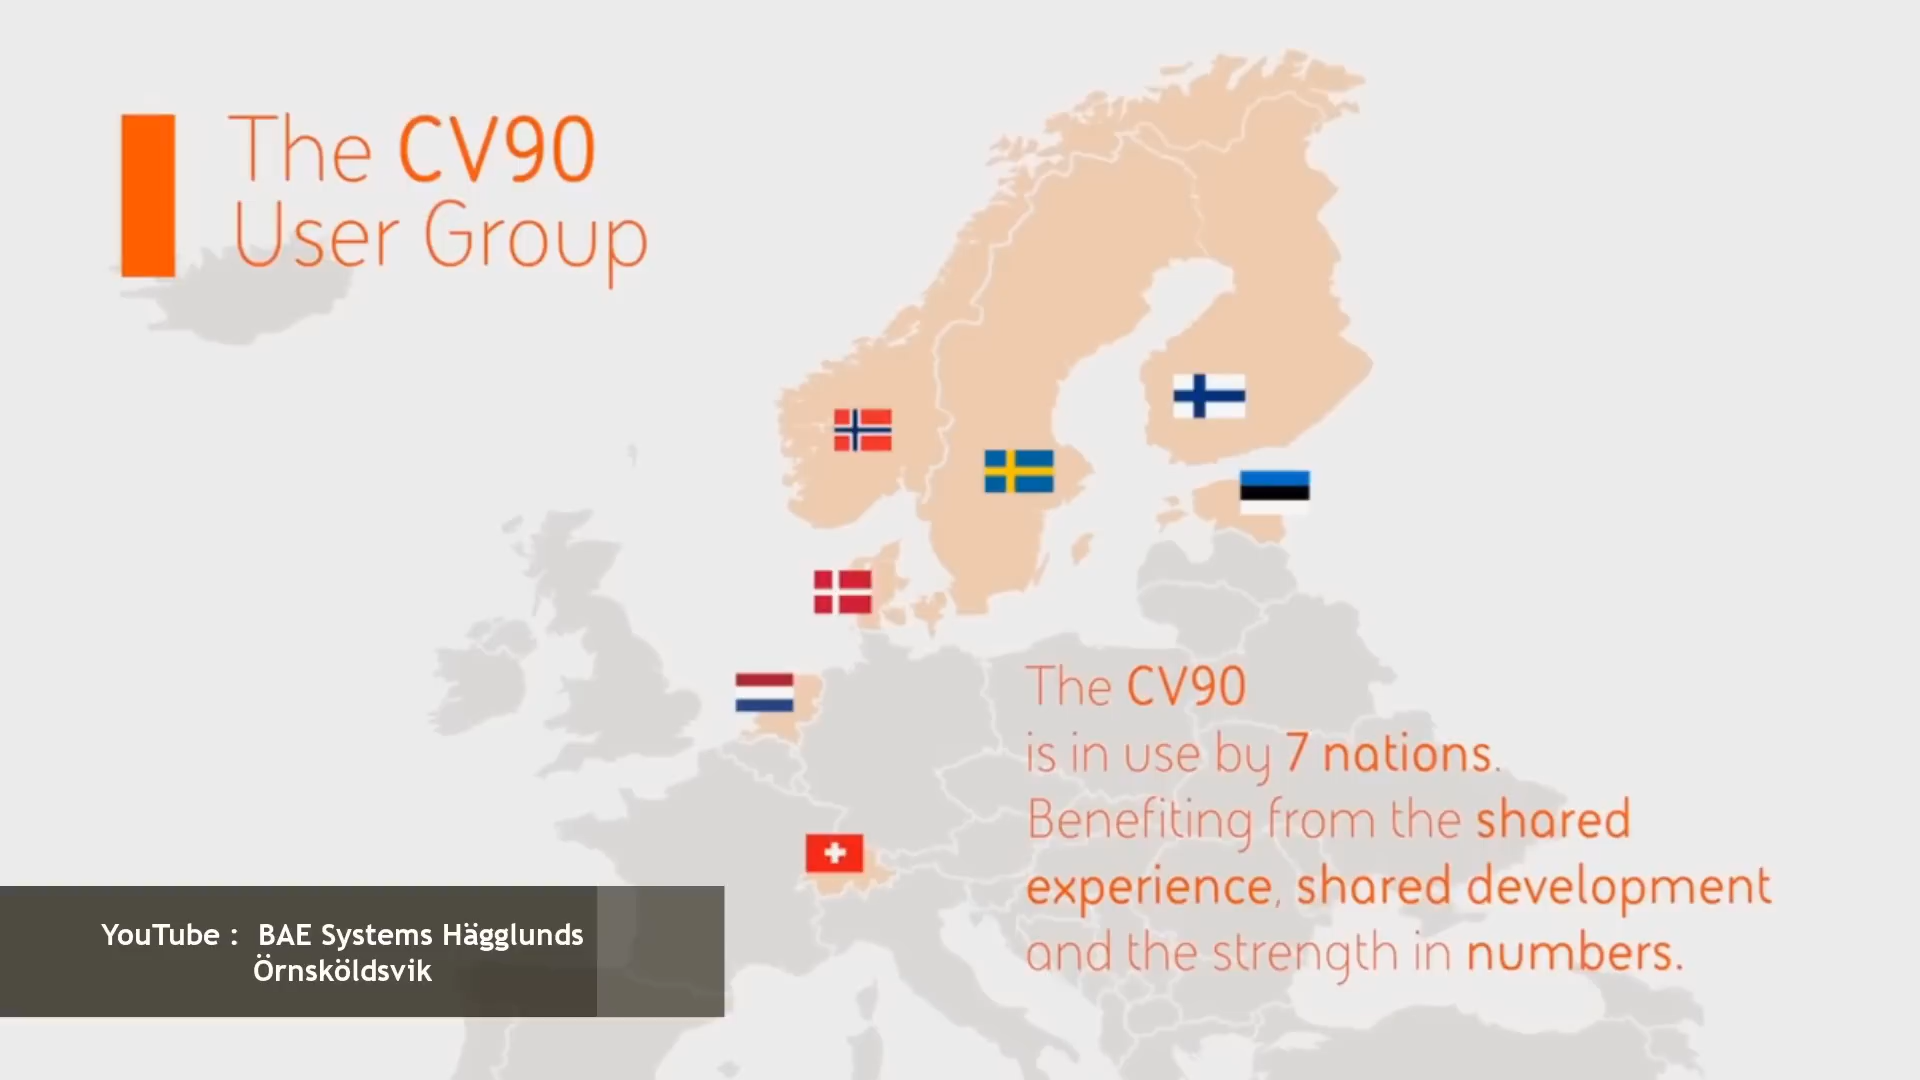 The CV90
User Group
The CV90
is in use by 7 nations.
Benefiting from the shared
experience, shared development
and the strength in numbers.
YouTube : BAE Systems Hägglunds
Örnsköldsvik